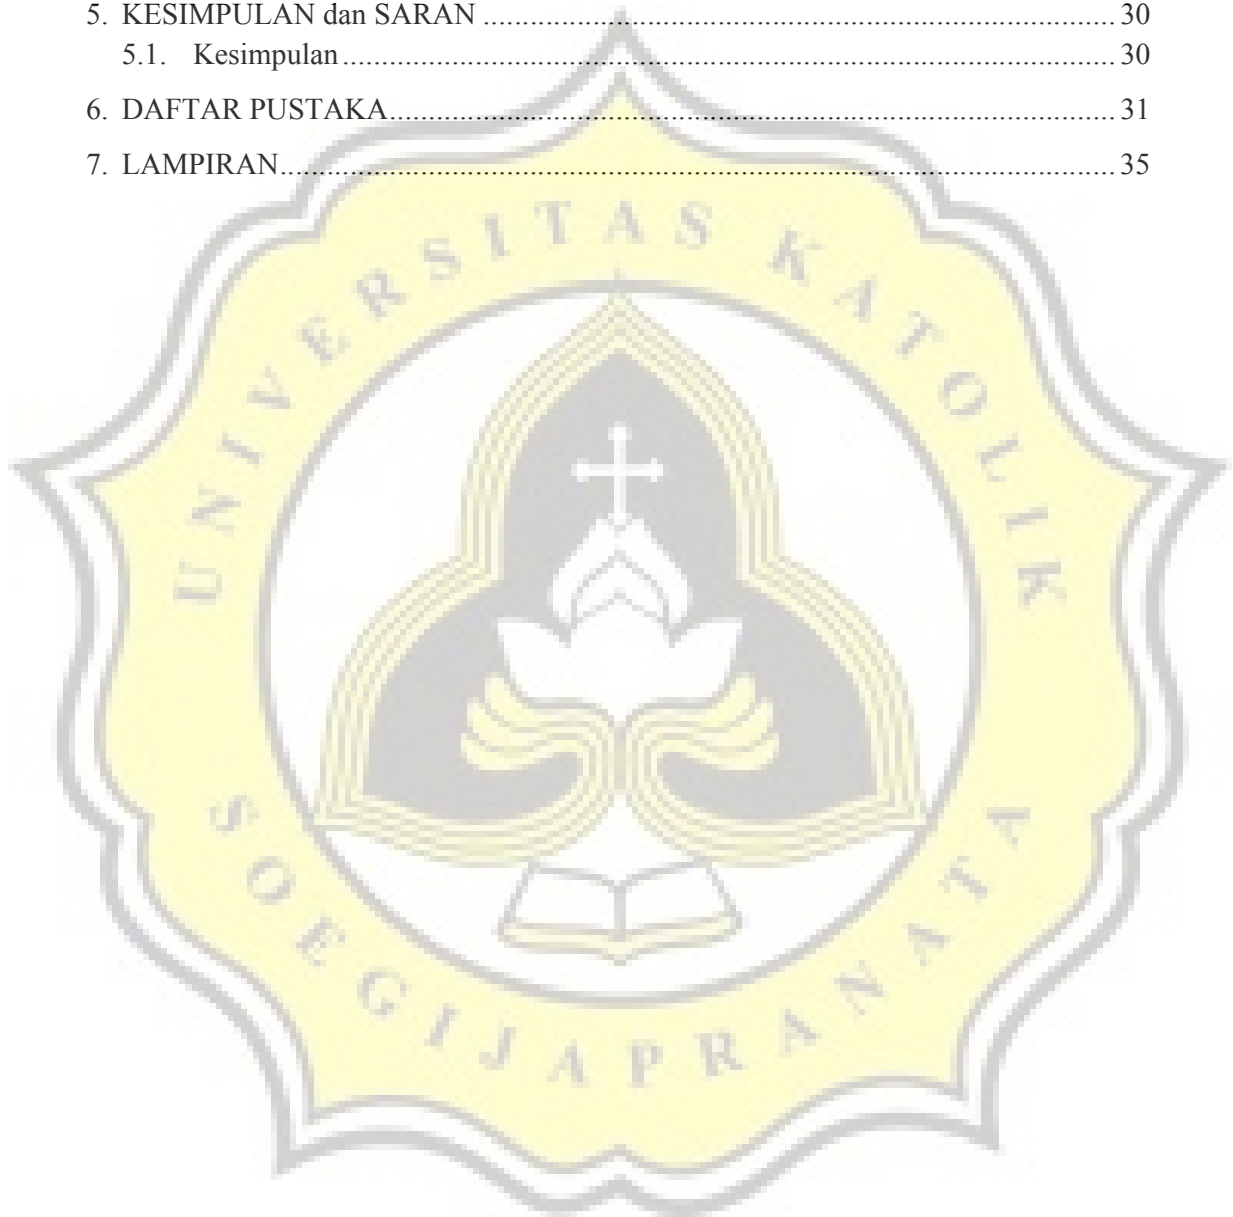 5. KESIMPULAN dan SARAN ........................................................................................ 30
5.1. Kesimpulan ........................................................................................................ 30
6. DAFTAR PUSTAKA ................................................................................................. 31
7. LAMPIRAN ............................................................................................................... 35
UNIVERSITAS KATOLIK
SOEGIJAPRANATA